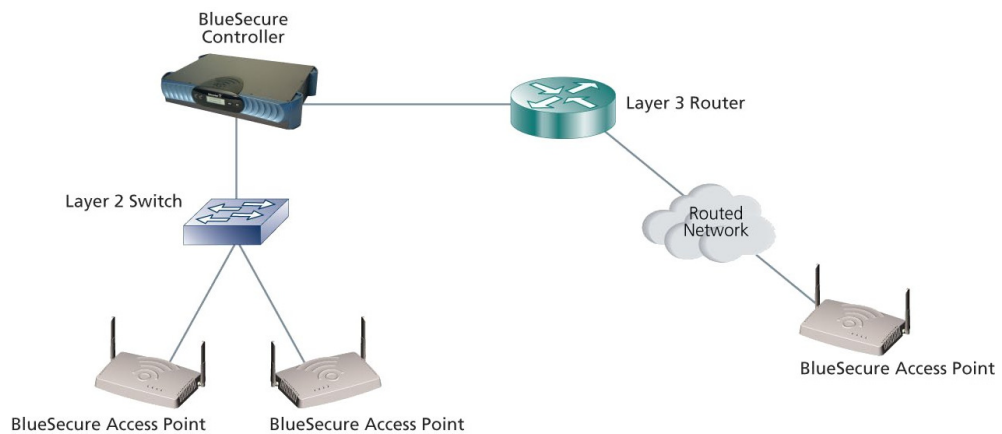 BlueSecure
Controller
Layer 3 Router
Layer 2 Switch
Routed
Network
BlueSecure Access Point
BlueSecure Access Point
BlueSecure Access Point